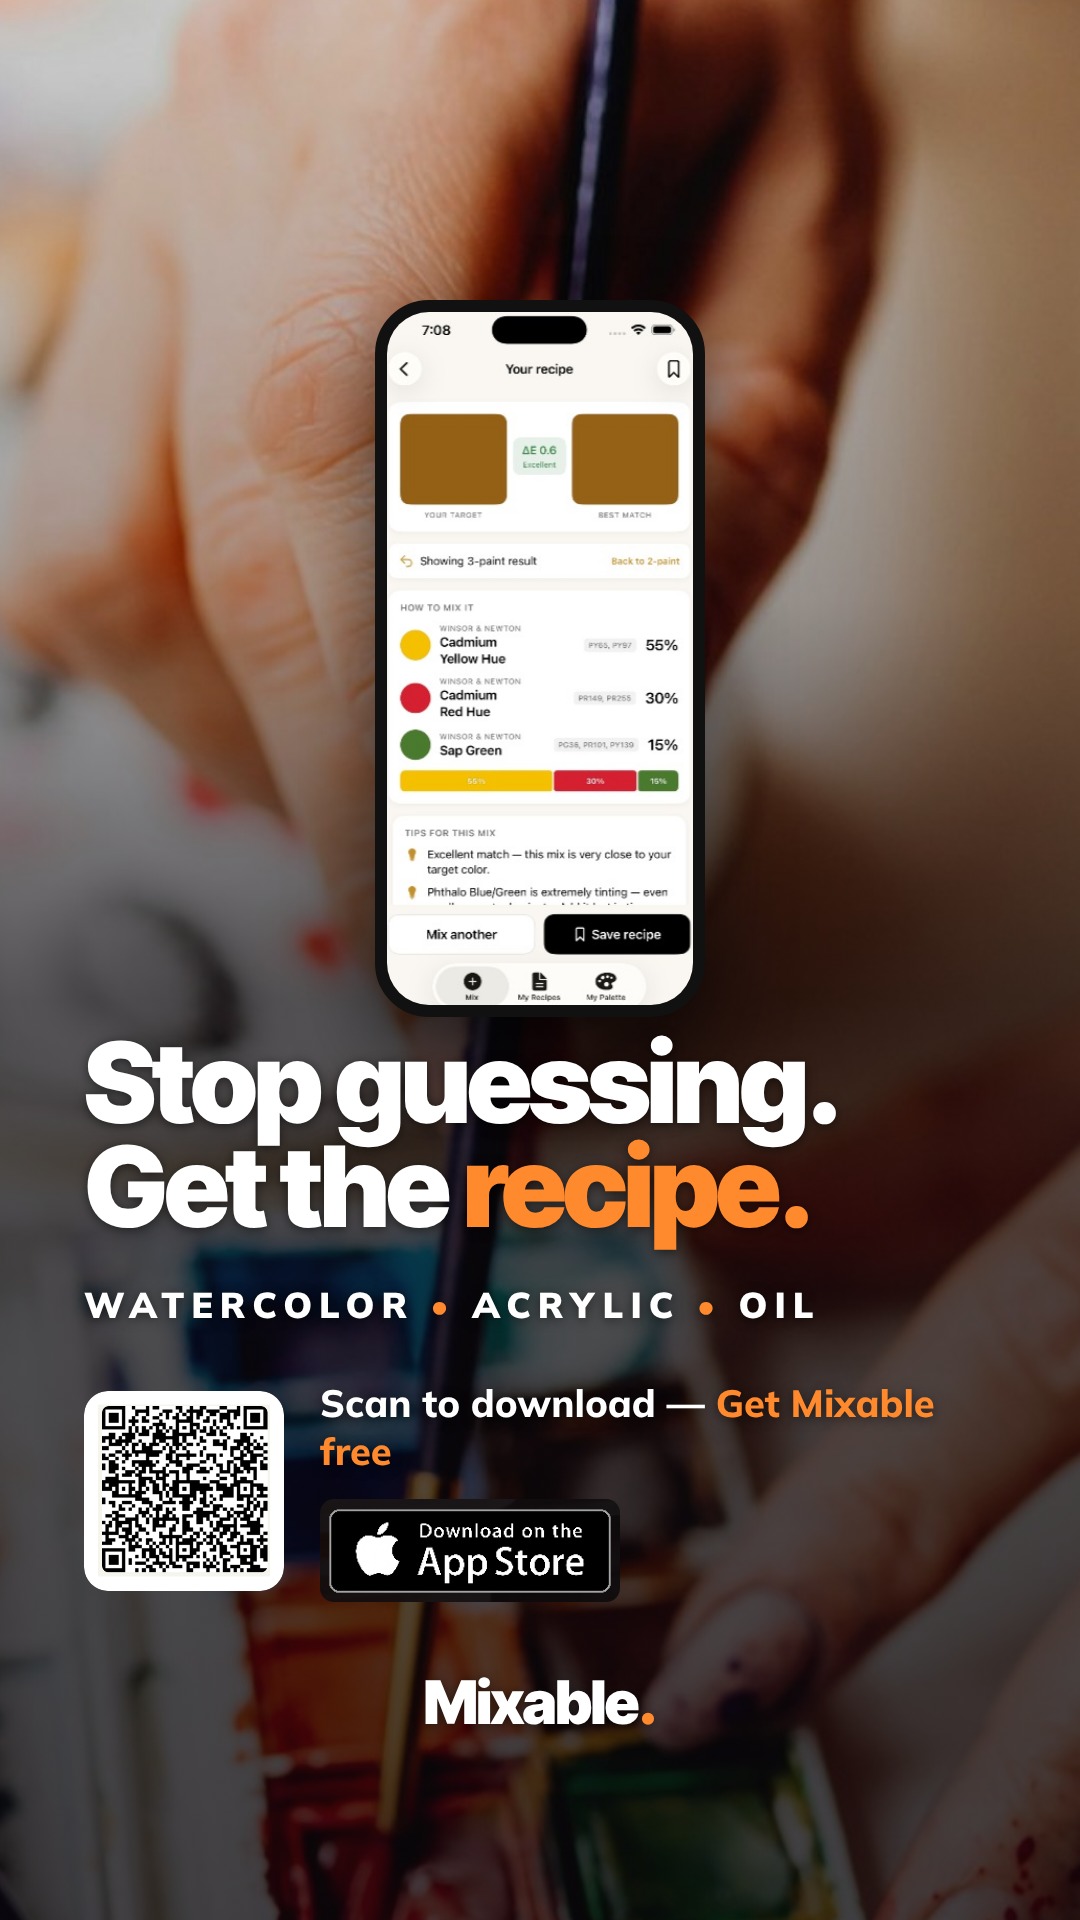 7:08
Your recipe
ΔE 0.6
Excellent
YOUR TARGET
BEST MATCH
Showing 3-paint result
Back to 2-paint
HOW TO MIX IT
WINSOR & NEWTON
Cadmium
Yellow Hue
PY65, PY97
55%
WINSOR & NEWTON
Cadmium
Red Hue
PR149, PR255
30%
WINSOR & NEWTON
Sap Green
PG36, PR101, PY139
15%
55%
30%
15%
TIPS FOR THIS MIX
Excellent match — this mix is very close to your
target color.
Phthalo Blue/Green is extremely tinting — even
Mix another
Save recipe
Mix
My Recipes
My Palette
Stop guessing.
Get the recipe.
WATERCOLOR • ACRYLIC • OIL
Scan to download — Get Mixable
free
Download on the
App Store
Mixable.